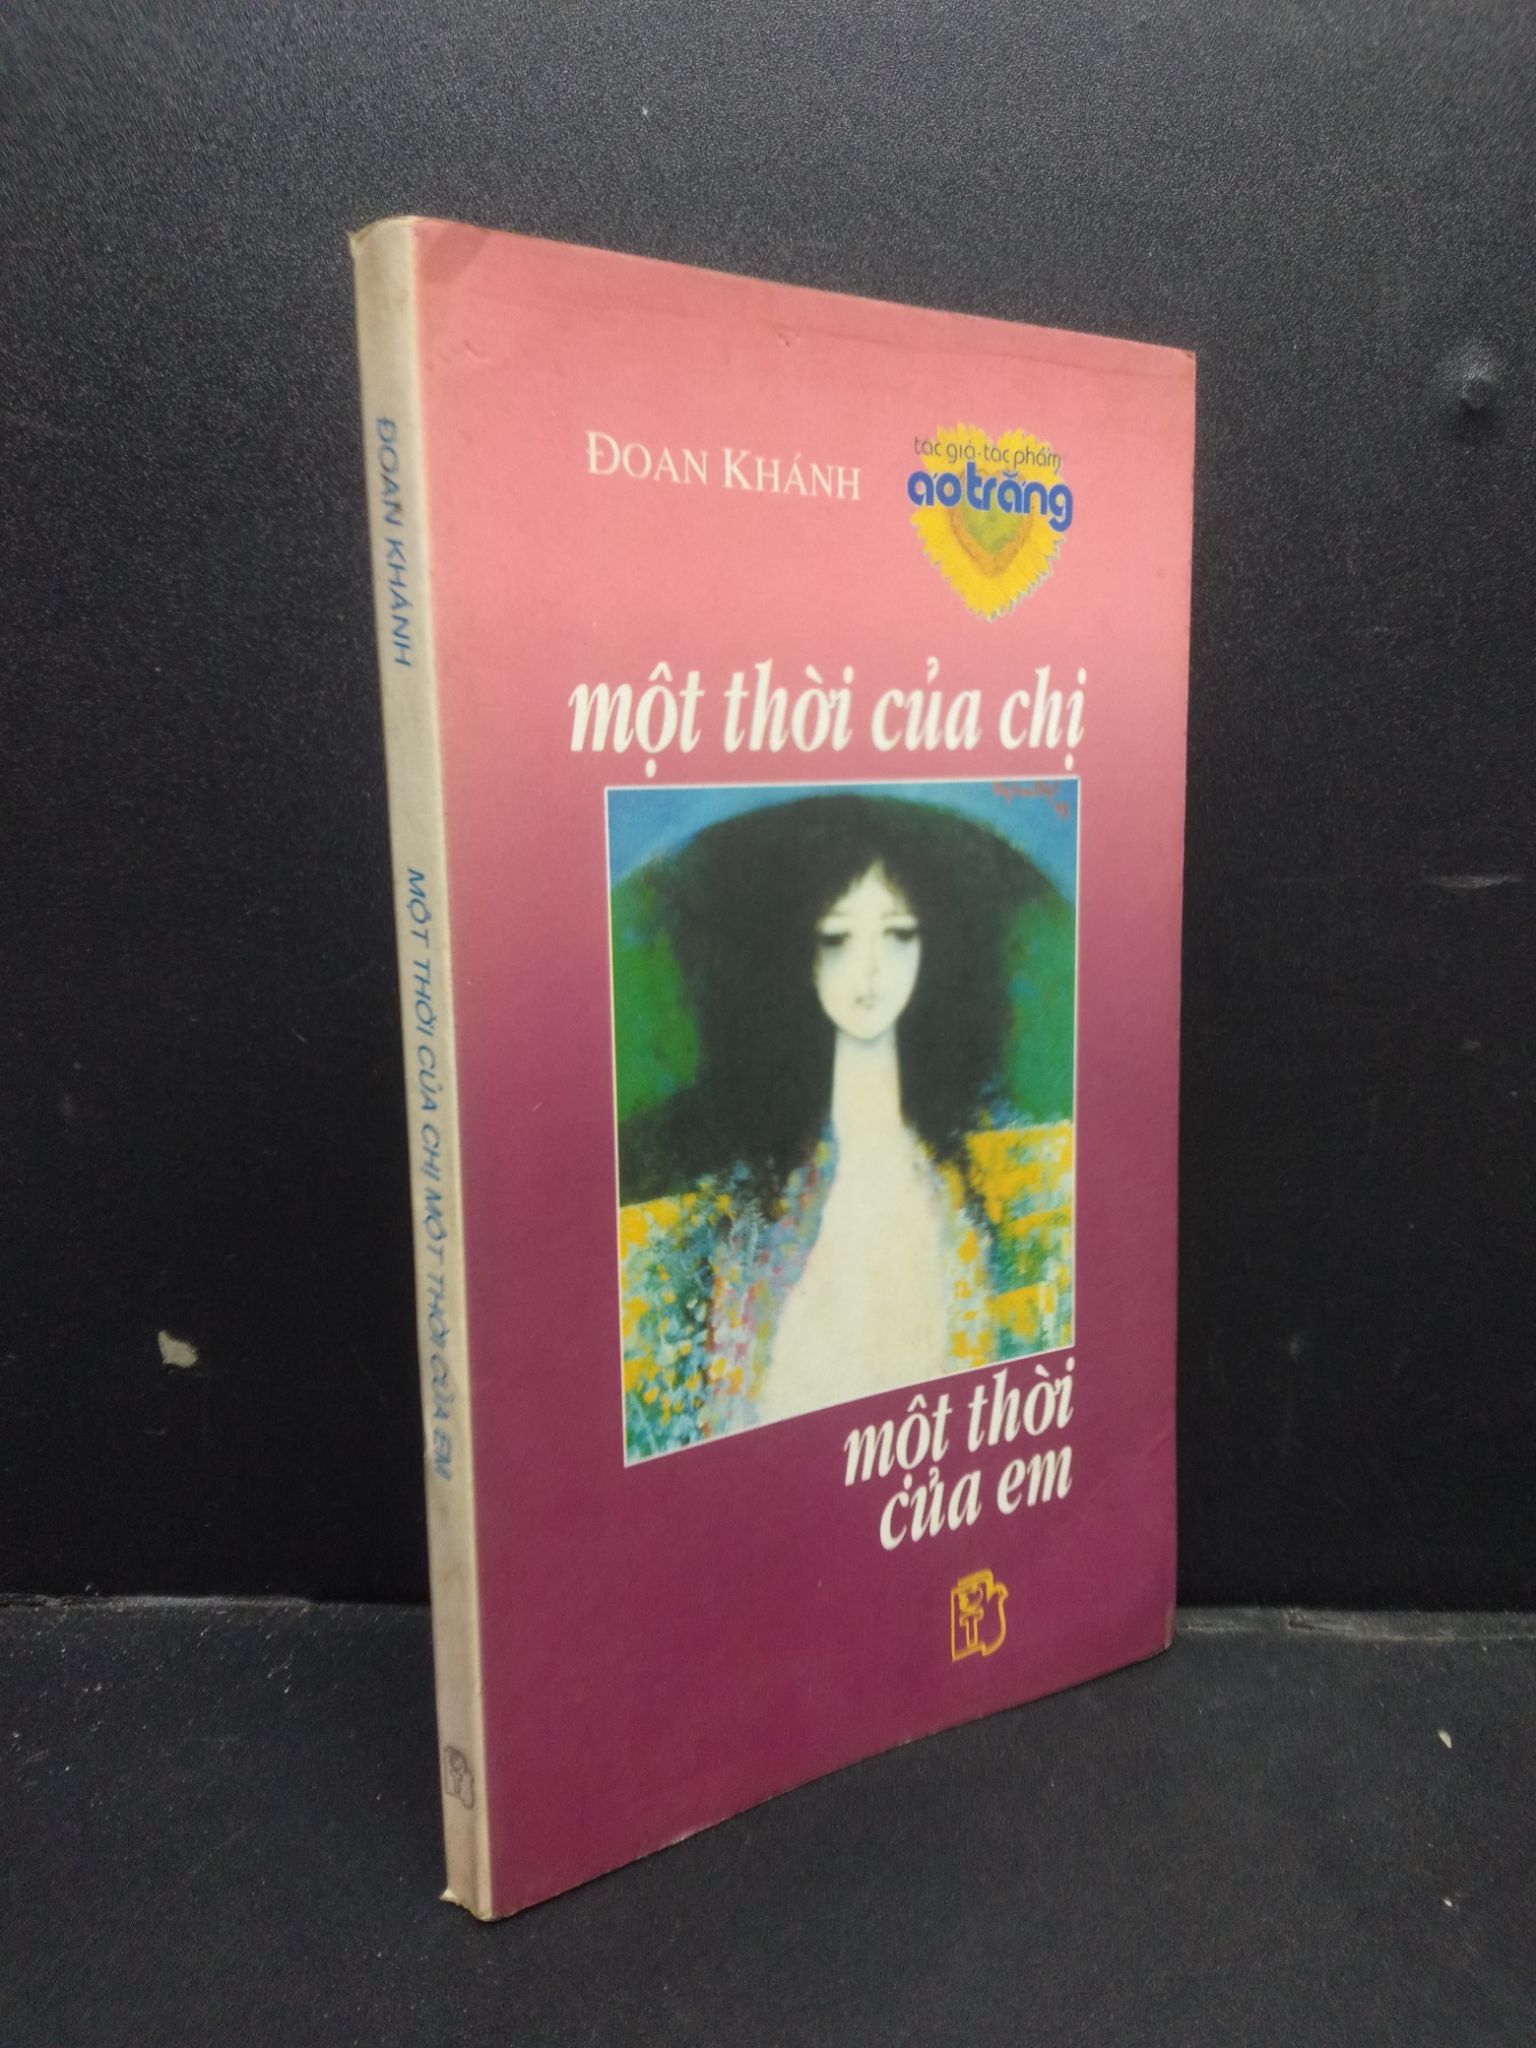 ĐOAN KHÁNH
tác giả-tác phẩm
áo trắng
một thời của chị
một thời
của em
ĐOAN KHÁNH
MỘT THỜI CỦA CHỊ MỘT THỜI CỦA EM